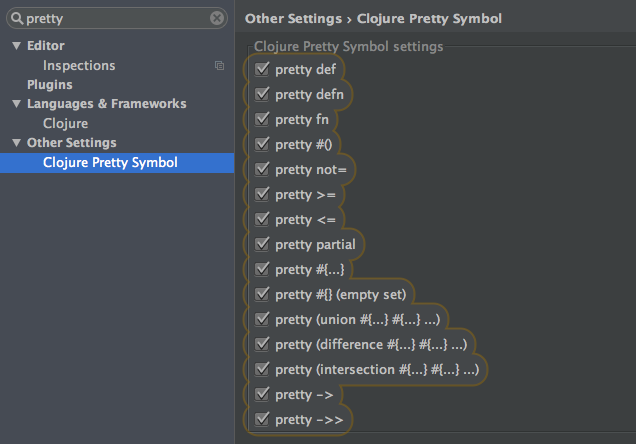 pretty
Editor
Inspections
Plugins
Languages & Frameworks
Clojure
Other Settings
Clojure Pretty Symbol
Other Settings › Clojure Pretty Symbol
Clojure Pretty Symbol settings
pretty def
pretty defn
pretty fn
pretty #()
pretty not=
pretty >=
pretty <=
pretty partial
pretty #{...}
pretty #{} (empty set)
pretty (union #{...} #{...} ...)
pretty (difference #{...} #{...} ...)
pretty (intersection #{...} #{...} ...)
pretty ->
pretty ->>